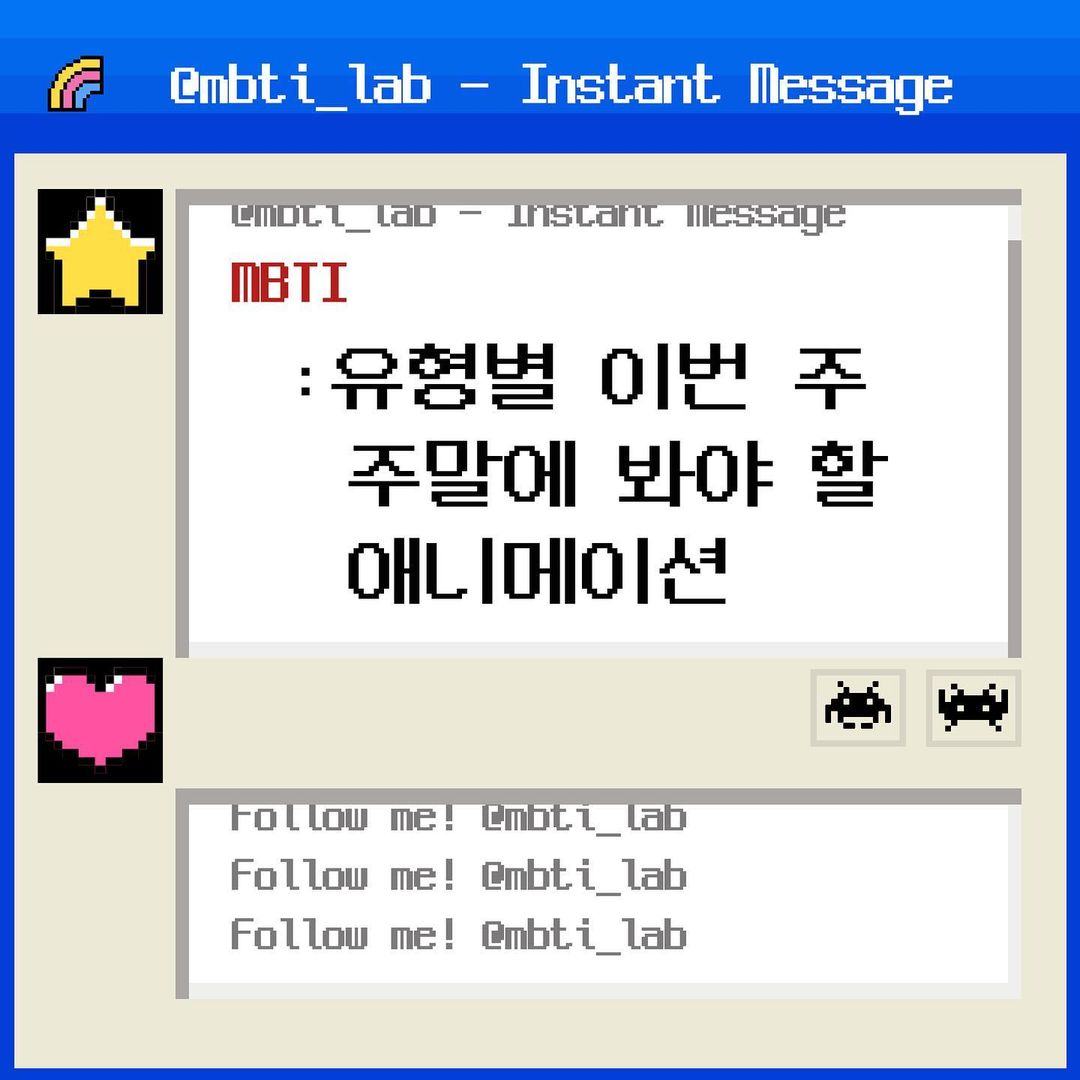 @mbti_lab - Instant Message
@mbti_lab - Instant Message
MBTI
:유형별 이번 주
주말에 봐야 할
애니메이션
Follow me! @mbti_lab
Follow me! @mbti_lab
Follow me! @mbti_lab